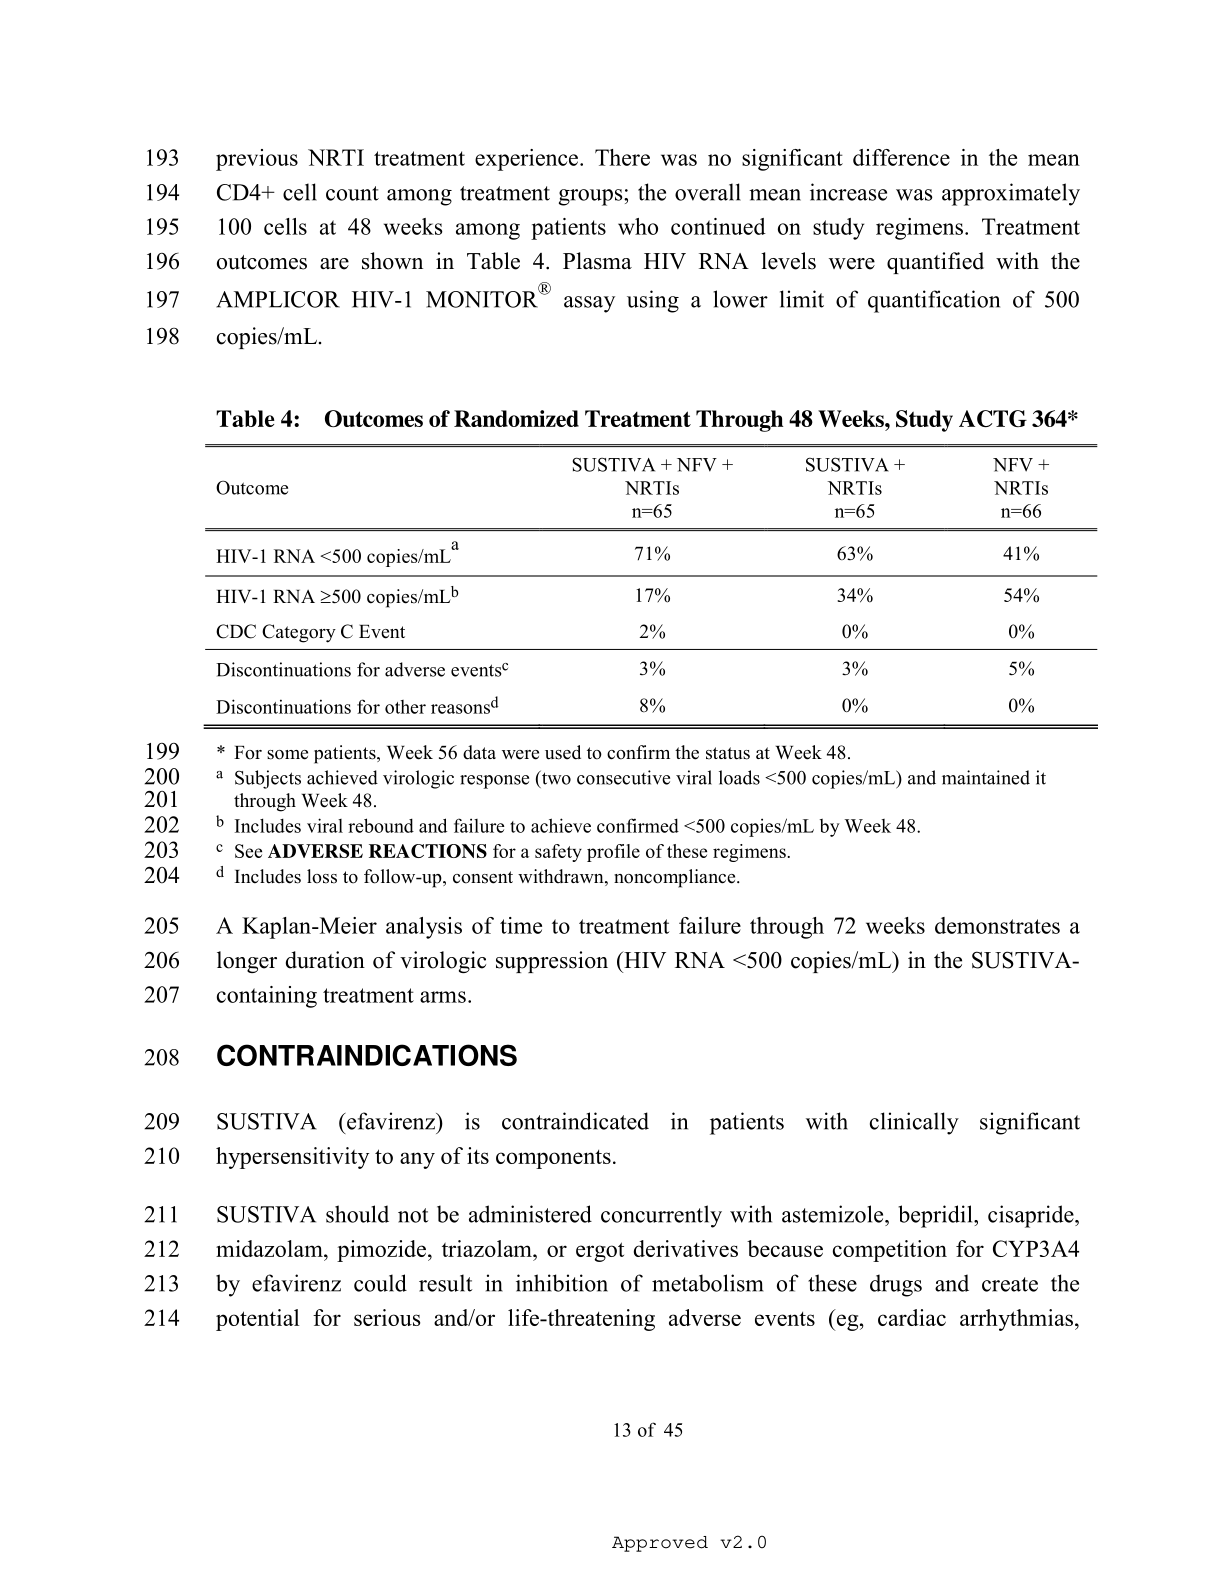 193 previous NRTI treatment experience. There was no significant difference in the mean
194 CD4+ cell count among treatment groups; the overall mean increase was approximately
195 100 cells at 48 weeks among patients who continued on study regimens. Treatment
196 outcomes are shown in Table 4. Plasma HIV RNA levels were quantified with the
197 AMPLICOR HIV-1 MONITOR® assay using a lower limit of quantification of 500
198 copies/mL.
Table 4: Outcomes of Randomized Treatment Through 48 Weeks, Study ACTG 364*
Outcome
SUSTIVA + NFV +
NRTIs
n=65
SUSTIVA +
NRTIs
n=65
NFV +
NRTIs
n=66
HIV-1 RNA <500 copies/mLa 71% 63% 41%
HIV-1 RNA ≥500 copies/mLb 17% 34% 54%
CDC Category C Event 2% 0% 0%
Discontinuations for adverse eventsc 3% 3% 5%
Discontinuations for other reasonsd 8% 0% 0%
199 * For some patients, Week 56 data were used to confirm the status at Week 48.
200 a Subjects achieved virologic response (two consecutive viral loads <500 copies/mL) and maintained it
201 through Week 48.
202 b Includes viral rebound and failure to achieve confirmed <500 copies/mL by Week 48.
203 c See ADVERSE REACTIONS for a safety profile of these regimens.
204 d Includes loss to follow-up, consent withdrawn, noncompliance.
205 A Kaplan-Meier analysis of time to treatment failure through 72 weeks demonstrates a
206 longer duration of virologic suppression (HIV RNA <500 copies/mL) in the SUSTIVA-
207 containing treatment arms.
208 CONTRAINDICATIONS
209 SUSTIVA (efavirenz) is contraindicated in patients with clinically significant
210 hypersensitivity to any of its components.
211 SUSTIVA should not be administered concurrently with astemizole, bepridil, cisapride,
212 midazolam, pimozide, triazolam, or ergot derivatives because competition for CYP3A4
213 by efavirenz could result in inhibition of metabolism of these drugs and create the
214 potential for serious and/or life-threatening adverse events (eg, cardiac arrhythmias,
13 of 45
Approved v2.0